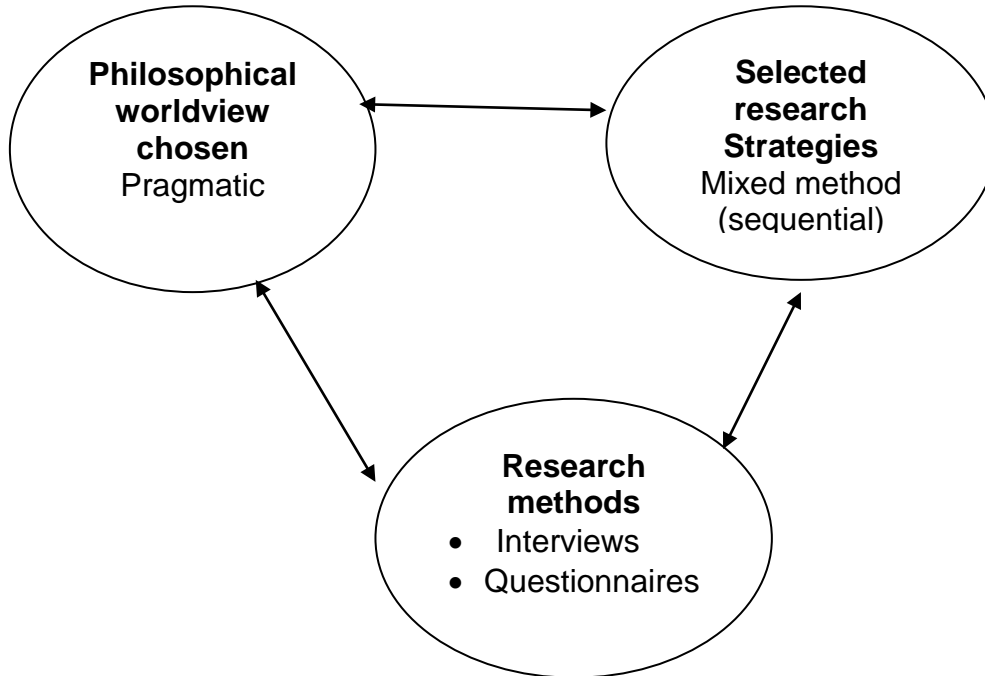 Philosophical
worldview
chosen
Pragmatic
Selected
research
Strategies
Mixed method
(sequential)
Research
methods
• Interviews
• Questionnaires